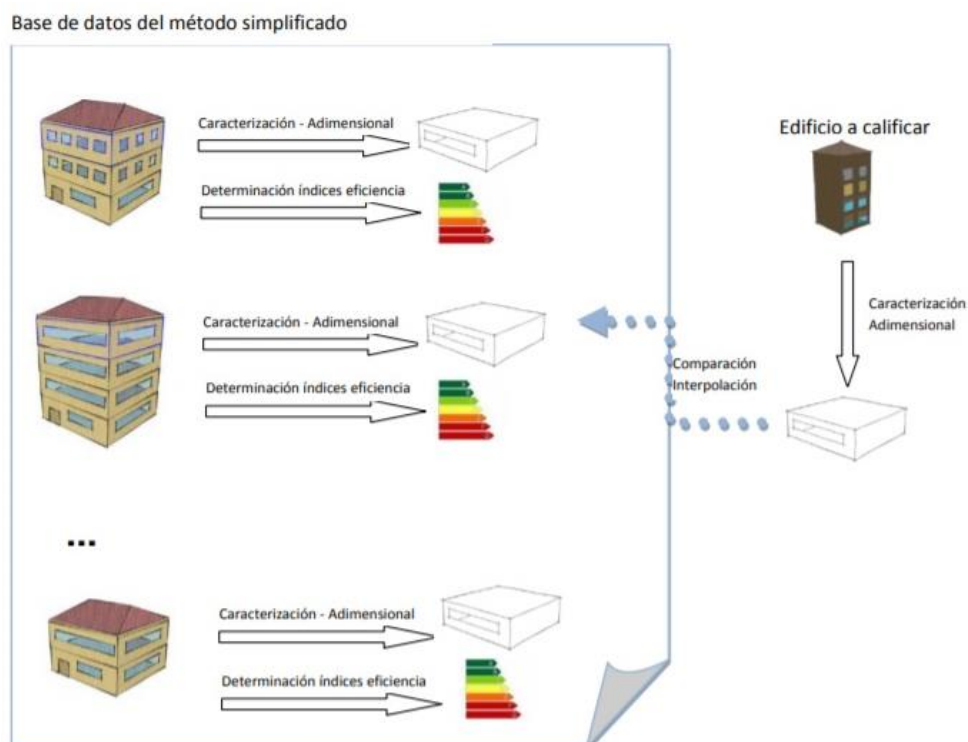 Base de datos del método simplificado
Caracterización - Adimensional
Determinación índices eficiencia
Edificio a calificar
Caracterización - Adimensional
Determinación índices eficiencia
Caracterización
Adimensional
Comparación
Interpolación
...
Caracterización - Adimensional
Determinación índices eficiencia